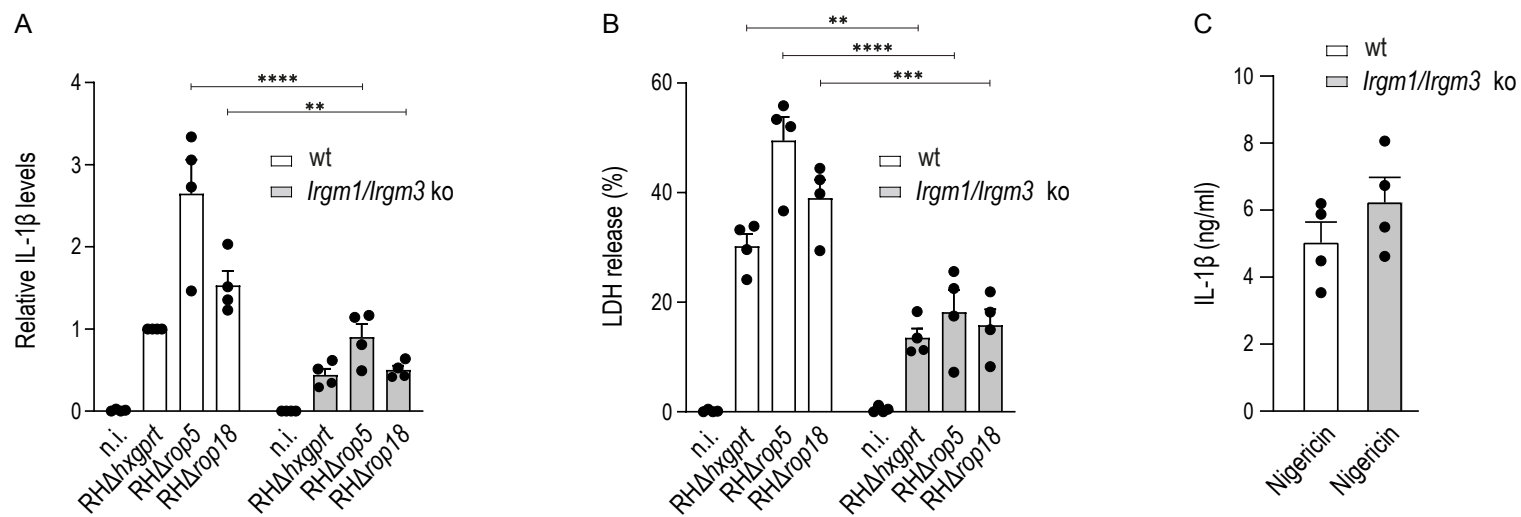 A
Relative IL-1β levels
4
3
2
1
0
****
**
wt
Irgm1/Irgm3 ko
n.i.
RHΔhxgprt
RHΔrop5
RHΔrop18
n.i.
RHΔhxgprt
RHΔrop5
RHΔrop18
B
LDH release (%)
60
40
20
0
**
****
***
wt
Irgm1/Irgm3 ko
n.i.
RHΔhxgprt
RHΔrop5
RHΔrop18
n.i.
RHΔhxgprt
RHΔrop5
RHΔrop18
C
wt
Irgm1/Irgm3 ko
IL-1β (ng/ml)
10
8
6
4
2
0
Nigericin
Nigericin